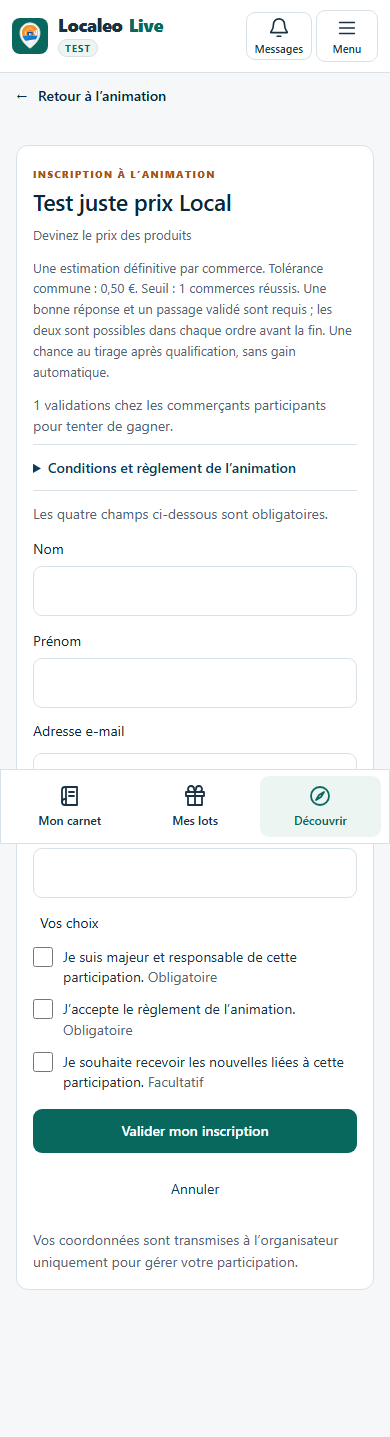 Localeo Live
TEST
Messages
Menu
← Retour à l’animation
INSCRIPTION À L’ANIMATION
Test juste prix Local
Devinez le prix des produits
Une estimation définitive par commerce. Tolérance
commune : 0,50 €. Seuil : 1 commerces réussis. Une
bonne réponse et un passage validé sont requis ; les
deux sont possibles dans chaque ordre avant la fin. Une
chance au tirage après qualification, sans gain
automatique.
1 validations chez les commerçants participants
pour tenter de gagner.
Conditions et règlement de l’animation
Les quatre champs ci-dessous sont obligatoires.
Nom
Prénom
Adresse e-mail
Mon carnet
Mes lots
Découvrir
Vos choix
Je suis majeur et responsable de cette
participation. Obligatoire
J’accepte le règlement de l’animation.
Obligatoire
Je souhaite recevoir les nouvelles liées à cette
participation. Facultatif
Valider mon inscription
Annuler
Vos coordonnées sont transmises à l’organisateur
uniquement pour gérer votre participation.